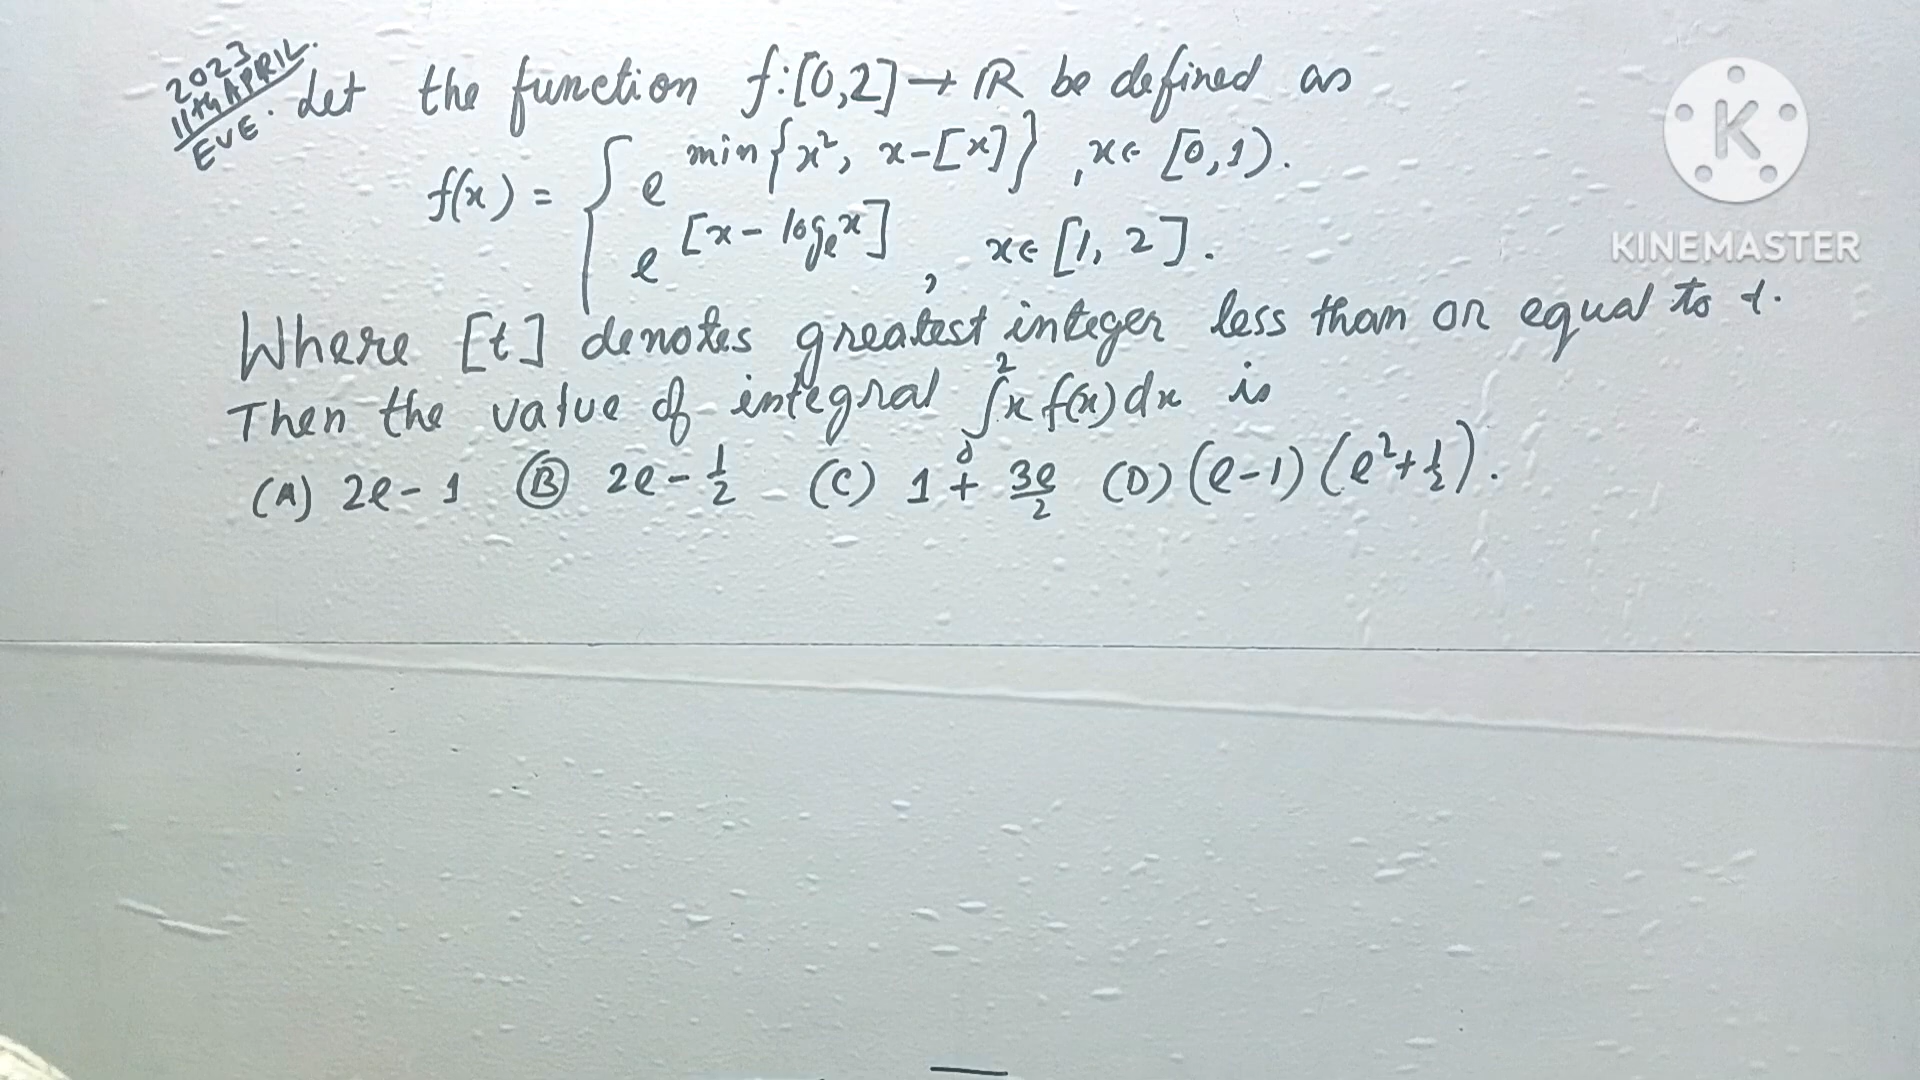 2023
11th APRIL.
EVE.
Let the function f:[0,2]→ℝ be defined as
f(x) = { e^{min{x², x-[x]}} , x∈ [0,1).
e^{[x - logₑx]} , x∈ [1, 2].
Where [t] denotes greatest integer less than or equal to t.
Then the value of integral ∫₀² x f(x) dx is
(A) 2e - 1 (B) 2e - 1/2 (C) 1 + 3e/2 (D) (e-1) (e² + 1/2).
K
KINEMASTER